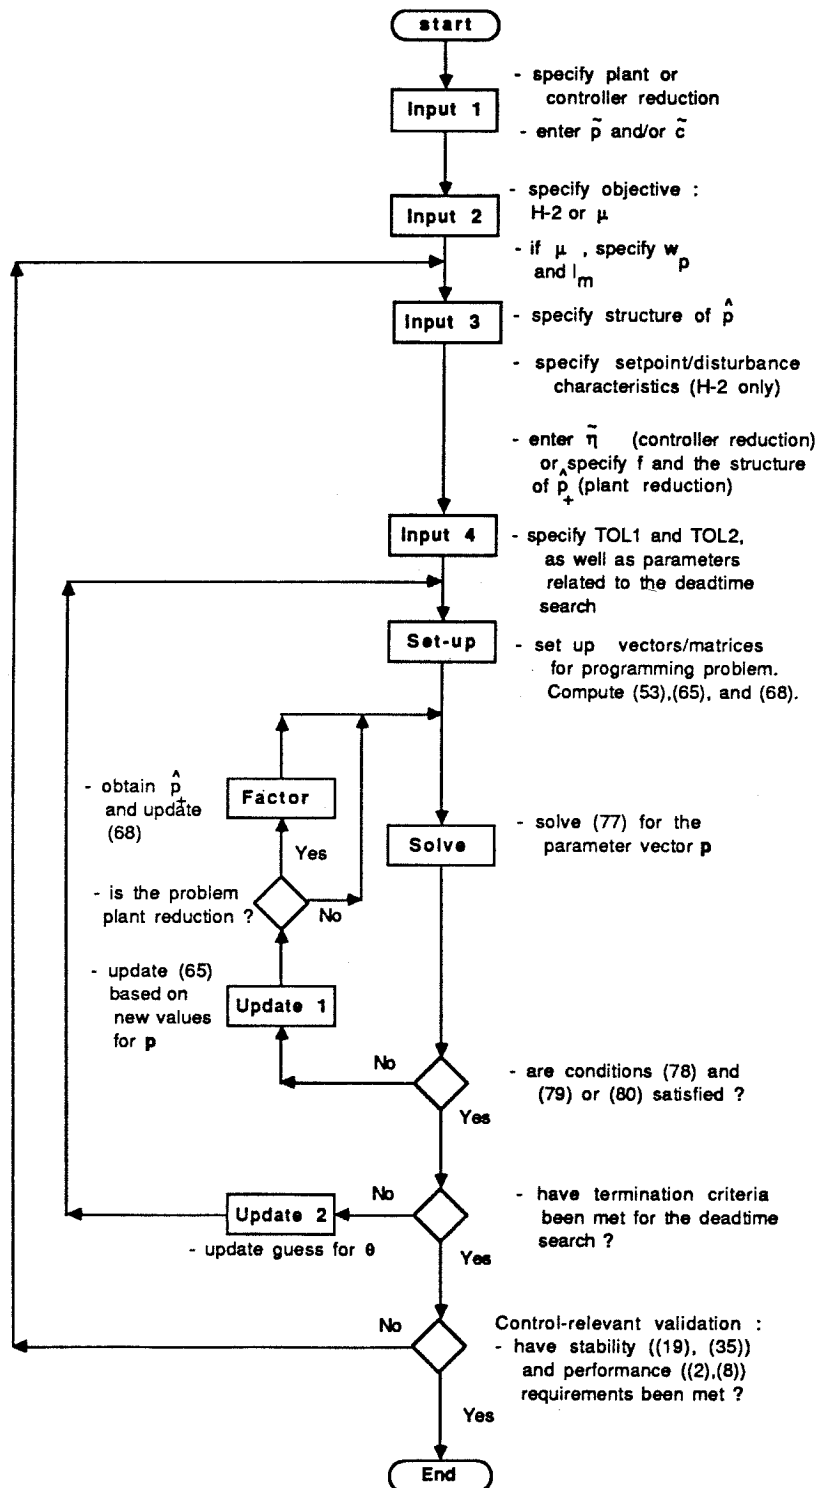 start
Input 1
- specify plant or
controller reduction
- enter p̃ and/or c̃
Input 2
- specify objective :
H-2 or μ
- if μ , specify w_p
and l_m
Input 3
- specify structure of p̂
- specify setpoint/disturbance
characteristics (H-2 only)
- enter η̃ (controller reduction)
or specify f and the structure
of p̂_+ (plant reduction)
Input 4
- specify TOL1 and TOL2,
as well as parameters
related to the deadtime
search
Set-up
- set up vectors/matrices
for programming problem.
Compute (53),(65), and (68).
- obtain p̂_+
and update
(68)
Factor
Solve
- solve (77) for the
parameter vector p
Yes
- is the problem
plant reduction ?
No
- update (65)
based on
new values
for p
Update 1
No
- are conditions (78) and
(79) or (80) satisfied ?
Yes
No
Update 2
- update guess for θ
- have termination criteria
been met for the deadtime
search ?
Yes
No
Control-relevant validation :
- have stability ((19), (35))
and performance ((2),(8))
requirements been met ?
Yes
End